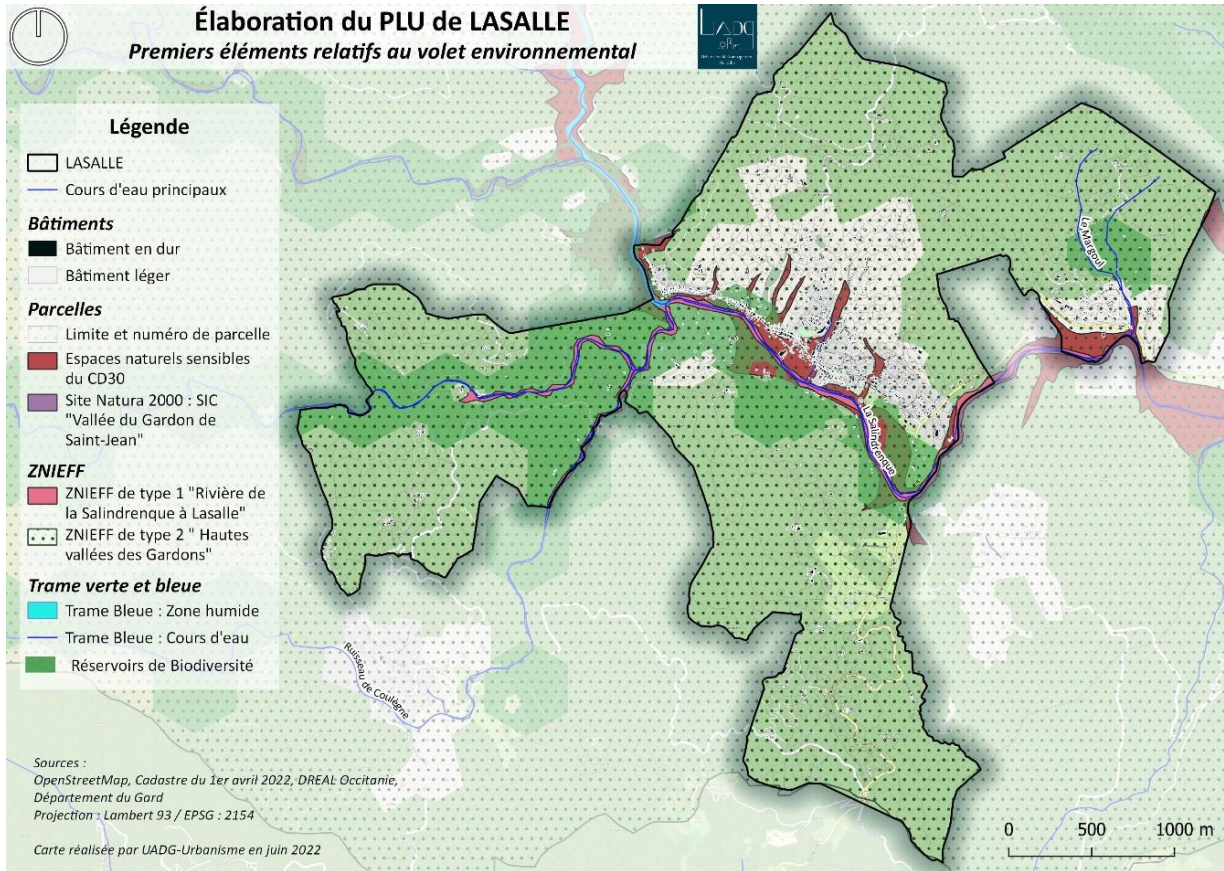 Élaboration du PLU de LASALLE
Premiers éléments relatifs au volet environnemental
Légende
LASALLE
Cours d'eau principaux
Bâtiments
Bâtiment en dur
Bâtiment léger
Parcelles
Limite et numéro de parcelle
Espaces naturels sensibles
du CD30
Site Natura 2000 : SIC
"Vallée du Gardon de
Saint-Jean"
ZNIEFF
ZNIEFF de type 1 "Rivière de
la Salindrenque à Lasalle"
ZNIEFF de type 2 " Hautes
vallées des Gardons"
Trame verte et bleue
Trame Bleue : Zone humide
Trame Bleue : Cours d'eau
Réservoirs de Biodiversité
Le Margoul
La Salindrenque
Ruisseau de Coulègne
Sources :
OpenStreetMap, Cadastre du 1er avril 2022, DREAL Occitanie,
Département du Gard
Projection : Lambert 93 / EPSG : 2154
Carte réalisée par UADG-Urbanisme en juin 2022
0 500 1000 m